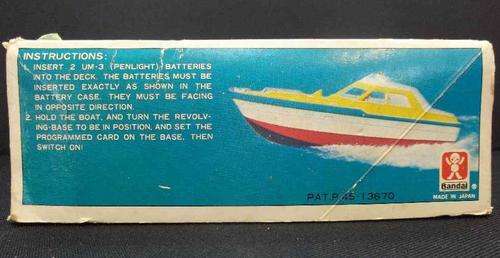 INSTRUCTIONS:
1. INSERT 2 UM-3 (PENLIGHT) BATTERIES
INTO THE DECK. THE BATTERIES MUST BE
INSERTED EXACTLY AS SHOWN IN THE
BATTERY CASE. THEY MUST BE FACING
IN OPPOSITE DIRECTION.
2. HOLD THE BOAT, AND TURN THE REVOLV-
ING-BASE TO BE IN POSITION, AND SET THE
PROGRAMMED CARD ON THE BASE, THEN
SWITCH ON!
PAT.P. 45-13670
Bandai ®
MADE IN JAPAN